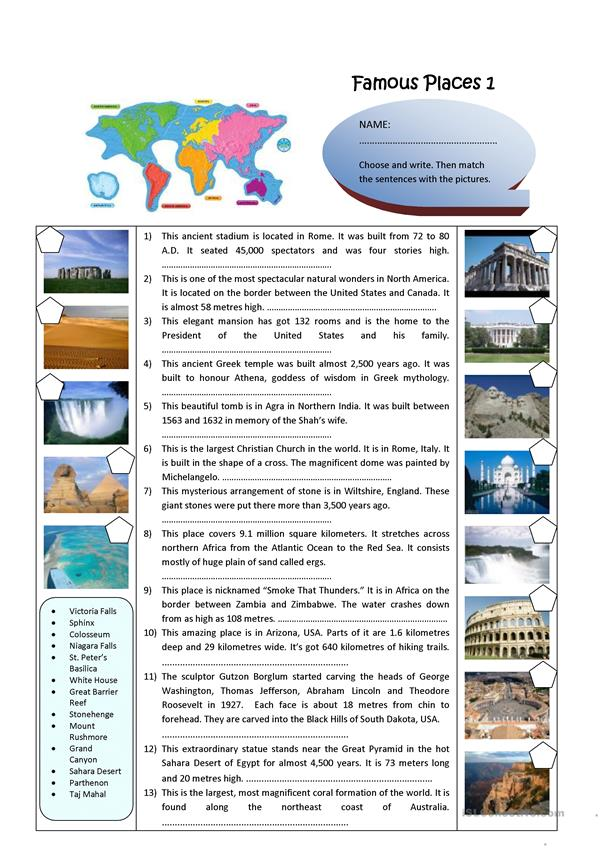 Famous Places 1
NAME:
……………………………………………….
Choose and write. Then match
the sentences with the pictures.
1) This ancient stadium is located in Rome. It was built from 72 to 80
A.D. It seated 45,000 spectators and was four stories high.
………………………………………………………….
2) This is one of the most spectacular natural wonders in North America.
It is located on the border between the United States and Canada. It
is almost 58 metres high. ………………………………………………………….
3) This elegant mansion has got 132 rooms and is the home to the
President of the United States and his family.
………………………………………………………….
4) This ancient Greek temple was built almost 2,500 years ago. It was
built to honour Athena, goddess of wisdom in Greek mythology.
………………………………………………………….
5) This beautiful tomb is in Agra in Northern India. It was built between
1563 and 1632 in memory of the Shah's wife.
………………………………………………………….
6) This is the largest Christian Church in the world. It is in Rome, Italy. It
is built in the shape of a cross. The magnificent dome was painted by
Michelangelo. ………………………………………………………….
7) This mysterious arrangement of stone is in Wiltshire, England. These
giant stones were put there more than 3,500 years ago.
………………………………………………………….
8) This place covers 9.1 million square kilometers. It stretches across
northern Africa from the Atlantic Ocean to the Red Sea. It consists
mostly of huge plain of sand called ergs.
………………………………………………………….
9) This place is nicknamed “Smoke That Thunders.” It is in Africa on the
border between Zambia and Zimbabwe. The water crashes down
from as high as 108 metres. ………………………………………………………….
10) This amazing place is in Arizona, USA. Parts of it are 1.6 kilometres
deep and 29 kilometres wide. It's got 640 kilometres of hiking trails.
………………………………………………………………..
11) The sculptor Gutzon Borglum started carving the heads of George
Washington, Thomas Jefferson, Abraham Lincoln and Theodore
Roosevelt in 1927. Each face is about 18 metres from chin to
forehead. They are carved into the Black Hills of South Dakota, USA.
………………………………………………………………..
12) This extraordinary statue stands near the Great Pyramid in the hot
Sahara Desert of Egypt for almost 4,500 years. It is 73 meters long
and 20 metres high. ………………………………………………………………..
13) This is the largest, most magnificent coral formation of the world. It is
found along the northeast coast of Australia.
………………………………………………………………..
• Victoria Falls
• Sphinx
• Colosseum
• Niagara Falls
• St. Peter's
Basilica
• White House
• Great Barrier
Reef
• Stonehenge
• Mount
Rushmore
• Grand
Canyon
• Sahara Desert
• Parthenon
• Taj Mahal